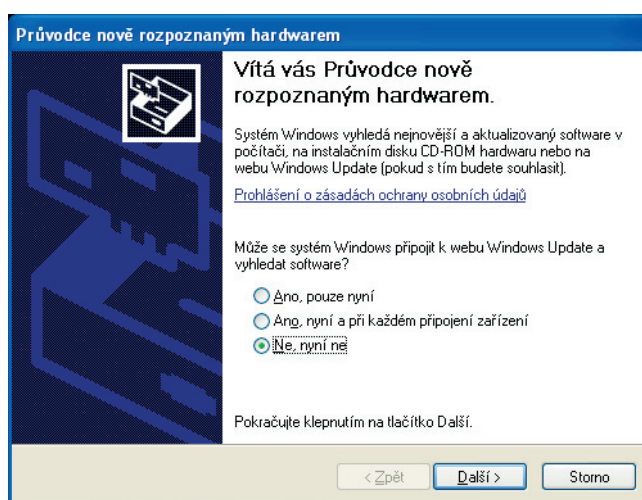 Průvodce nově rozpoznaným hardwarem
Vítá vás Průvodce nově
rozpoznaným hardwarem.
Systém Windows vyhledá nejnovější a aktualizovaný software v
počítači, na instalačním disku CD-ROM hardwaru nebo na
webu Windows Update (pokud s tím budete souhlasit).
Prohlášení o zásadách ochrany osobních údajů
Může se systém Windows připojit k webu Windows Update a
vyhledat software?
Ano, pouze nyní
Ano, nyní a při každém připojení zařízení
Ne, nyní ne
Pokračujte klepnutím na tlačítko Další.
< Zpět Další > Storno